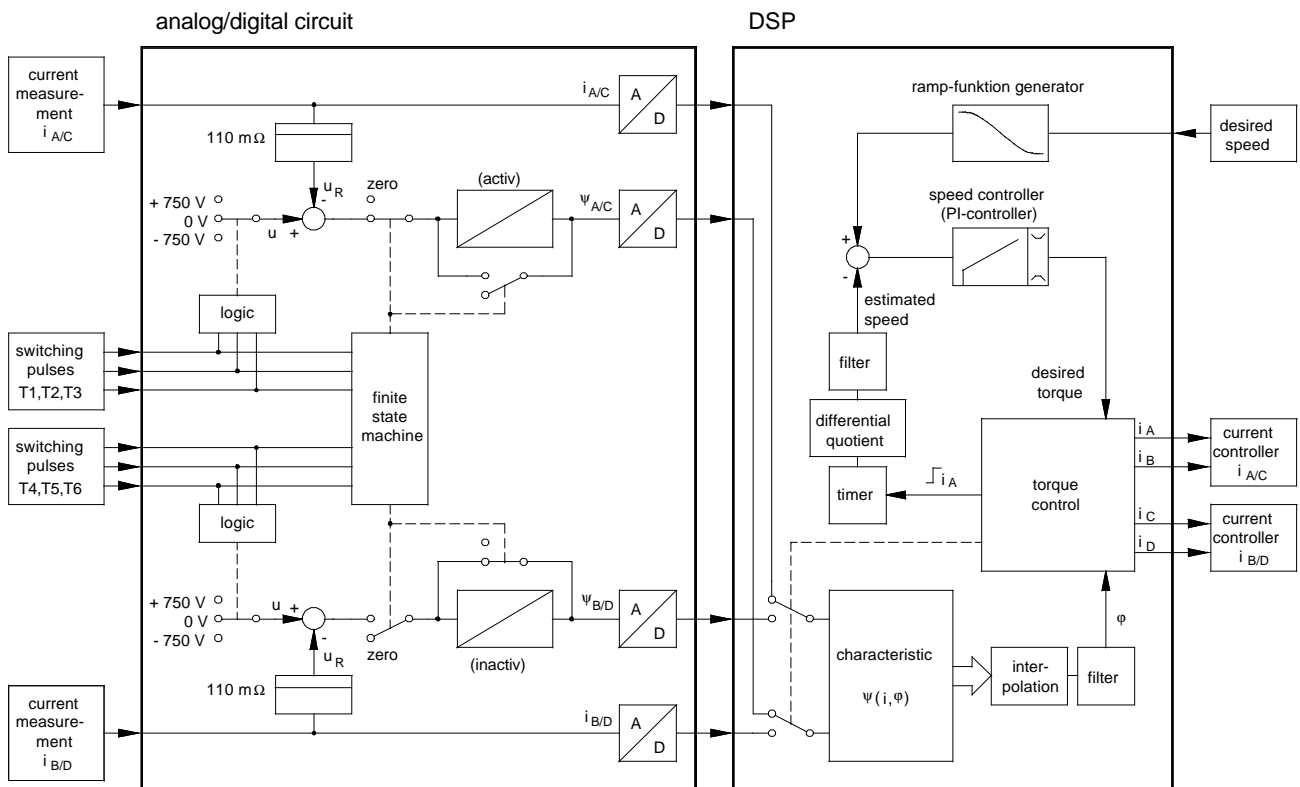 analog/digital circuit
DSP
current
measure-
ment
i A/C
110 mΩ
u R
-
i A/C
A
D
ramp-funktion generator
desired
speed
+ 750 V
0 V
- 750 V
u
+
zero
(activ)
ψ A/C
A
D
speed controller
(PI-controller)
+
-
estimated
speed
logic
switching
pulses
T1,T2,T3
finite
state
machine
filter
differential
quotient
timer
i A
desired
torque
torque
control
i A
i B
current
controller
i A/C
i C
i D
current
controller
i B/D
switching
pulses
T4,T5,T6
logic
+ 750 V
0 V
- 750 V
u
+
-
u R
zero
(inactiv)
ψ B/D
A
D
characteristic
ψ(i,φ)
inter-
polation
filter
φ
110 mΩ
current
measure-
ment
i B/D
i B/D
A
D